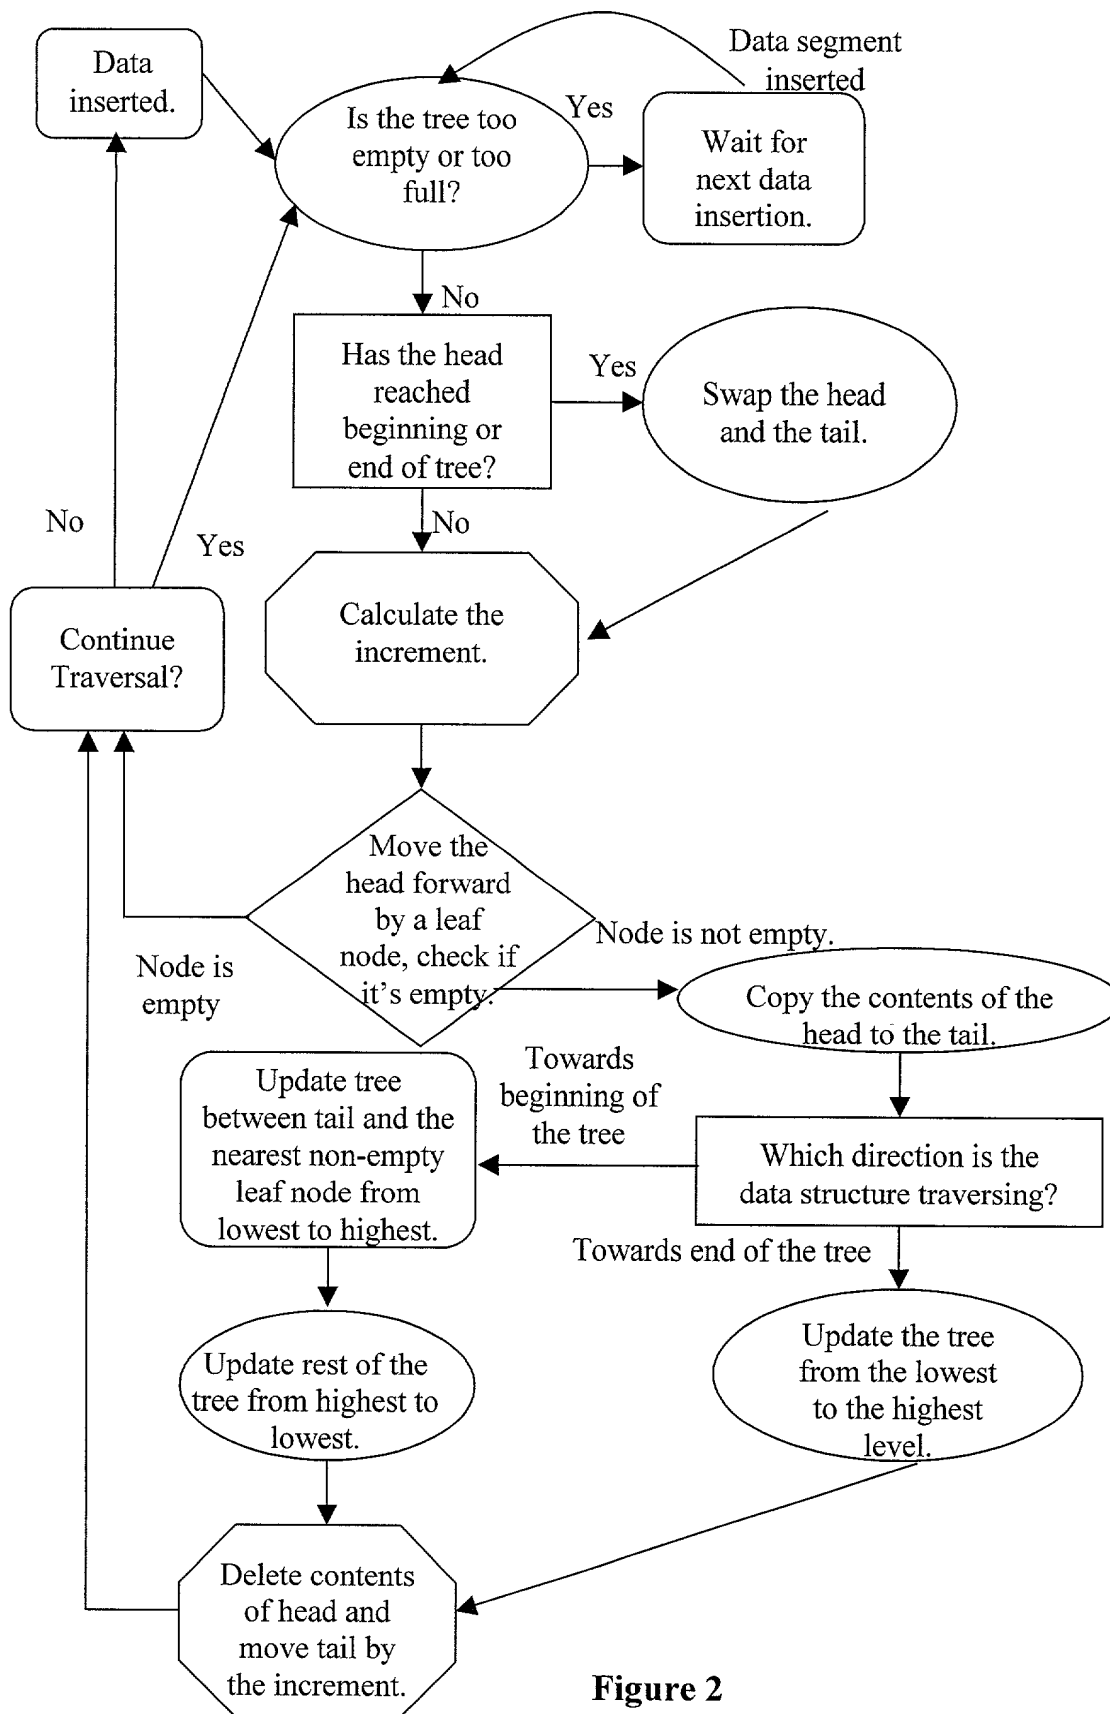 Data
inserted.
Is the tree too
empty or too
full?
Yes
Data segment
inserted
Wait for
next data
insertion.
No
Has the head
reached
beginning or
end of tree?
Yes
Swap the head
and the tail.
No
No
Yes
Calculate the
increment.
Continue
Traversal?
Move the
head forward
by a leaf
node, check if
it's empty.
Node is not empty.
Node is
empty
Copy the contents of the
head to the tail.
Towards
beginning of
the tree
Update tree
between tail and the
nearest non-empty
leaf node from
lowest to highest.
Which direction is the
data structure traversing?
Towards end of the tree
Update rest of the
tree from highest to
lowest.
Update the tree
from the lowest
to the highest
level.
Delete contents
of head and
move tail by
the increment.
Figure 2